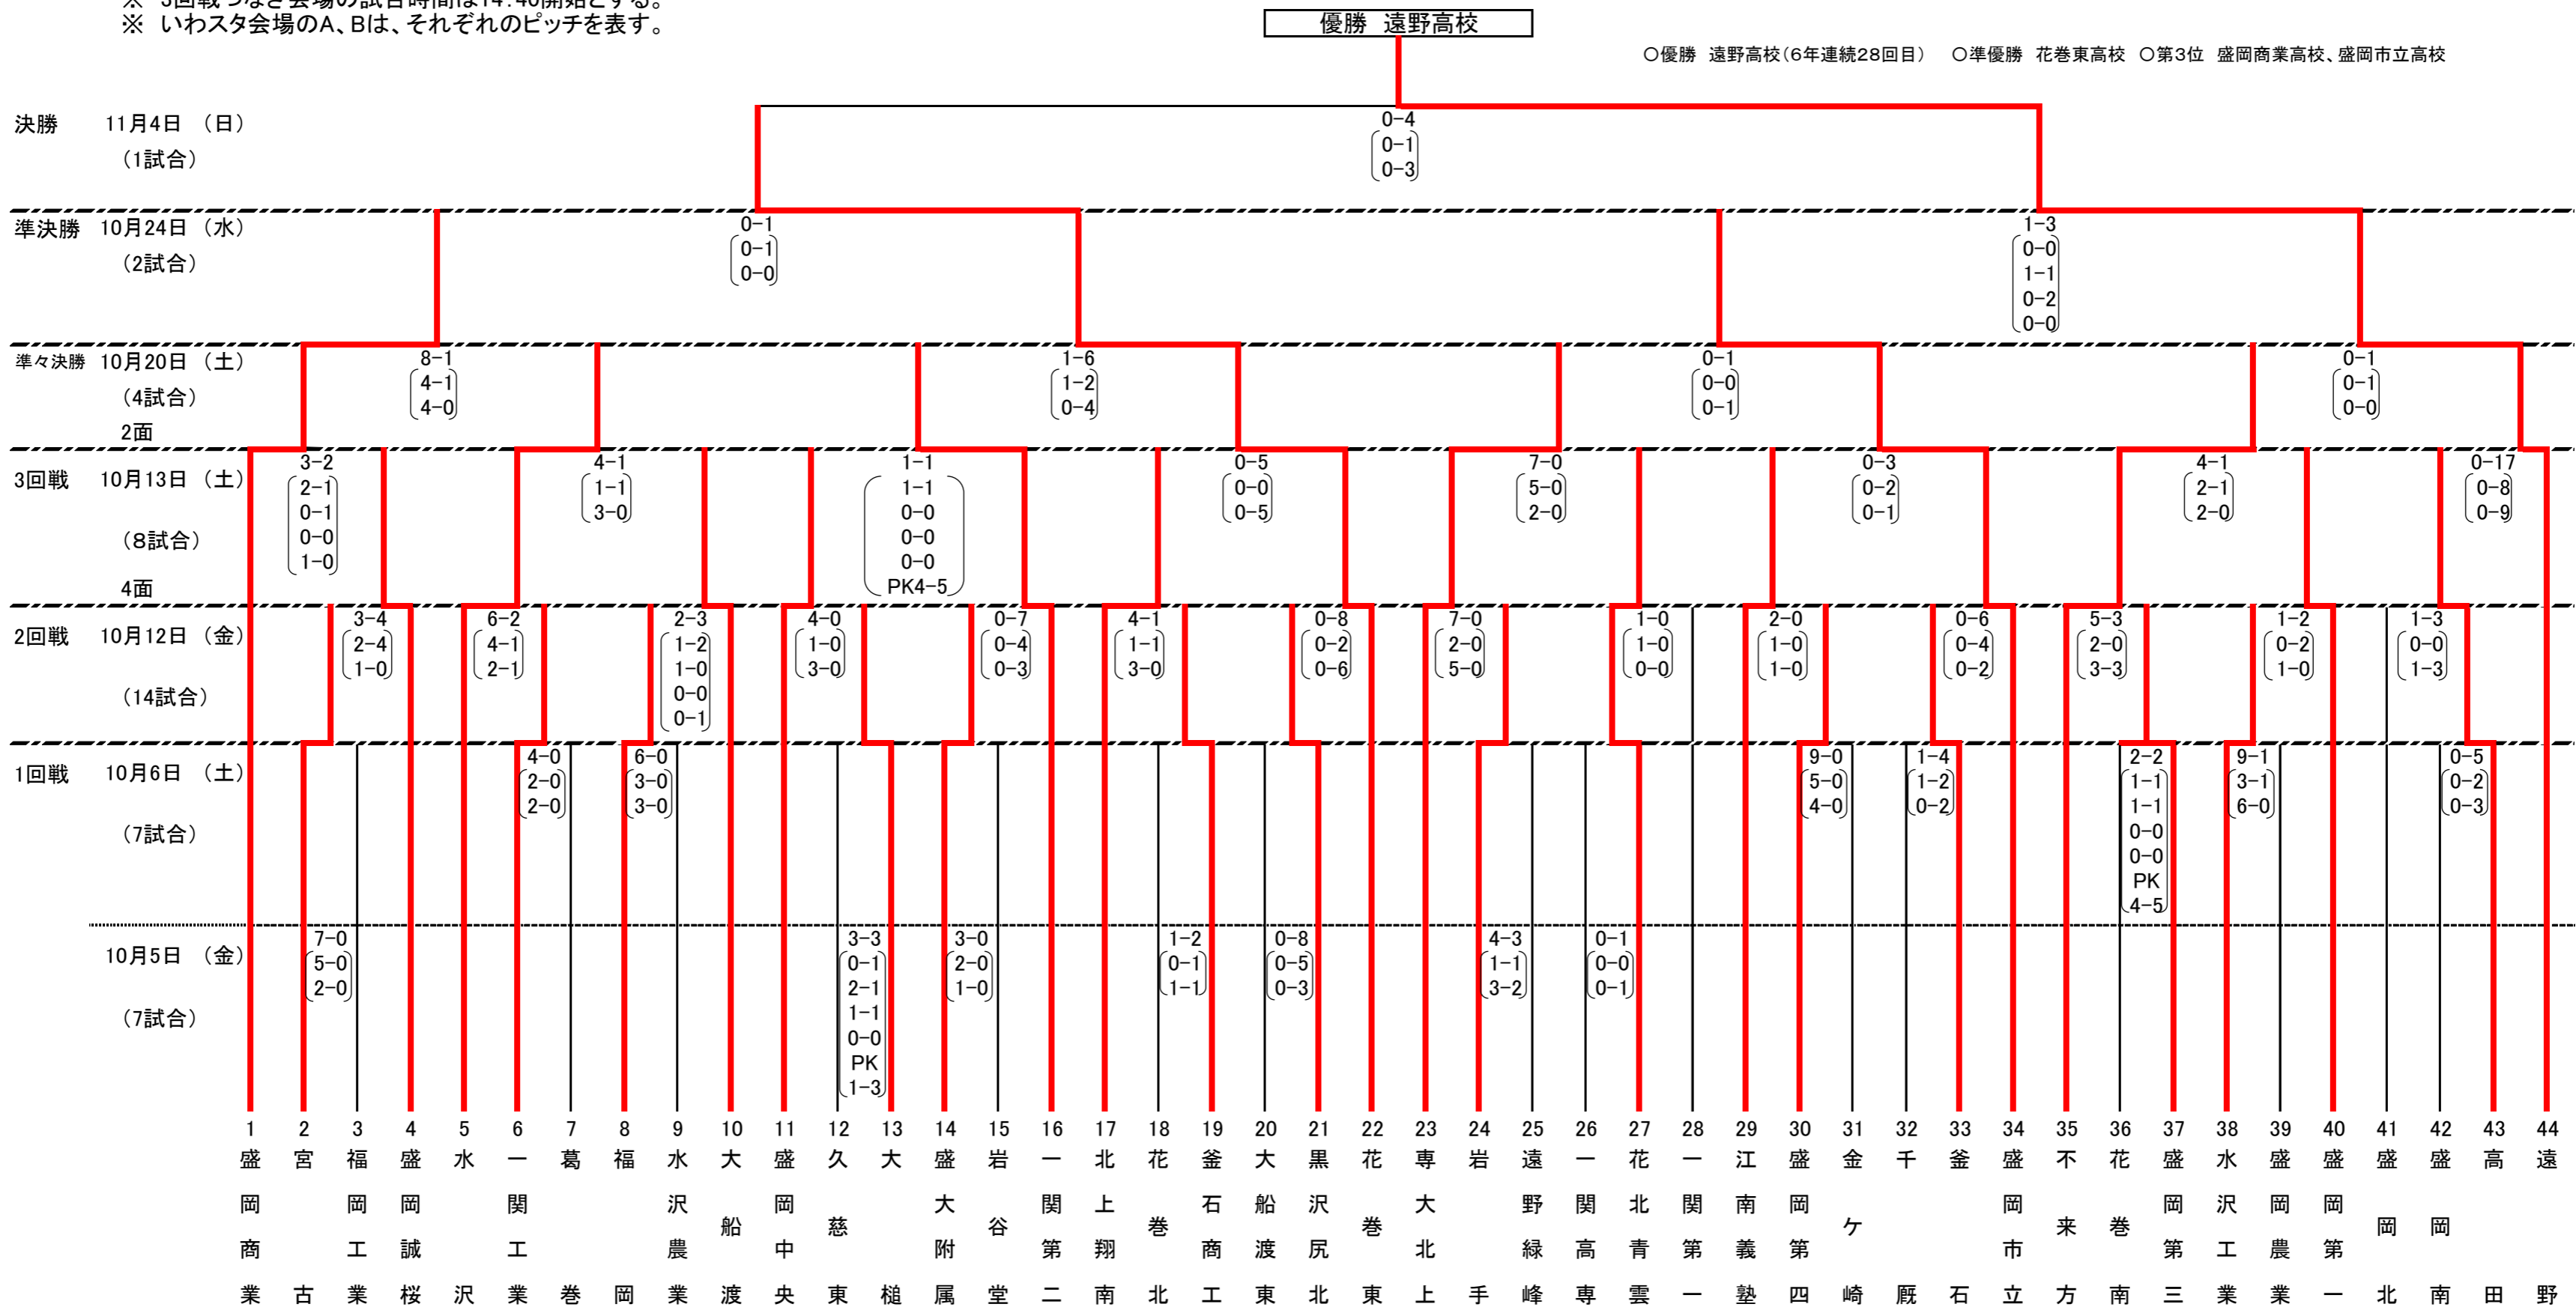 ※ 3回戦つなぎ会場の試合時間は14:40開始とする。
※ いわスタ会場のA、Bは、それぞれのピッチを表す。
優勝 遠野高校
○優勝 遠野高校(6年連続28回目) ○準優勝 花巻東高校 ○第3位 盛岡商業高校、盛岡市立高校
決勝 11月4日 (日)
(1試合)
0-4
0-1
0-3
準決勝 10月24日 (水)
(2試合)
0-1
0-1
0-0
1-3
0-0
1-1
0-2
0-0
準々決勝 10月20日 (土)
(4試合)
2面
8-1
4-1
4-0
1-6
1-2
0-4
0-1
0-0
0-1
0-1
0-1
0-0
3回戦 10月13日 (土)
(8試合)
4面
3-2
2-1
0-1
0-0
1-0
4-1
1-1
3-0
1-1
1-1
0-0
0-0
0-0
PK4-5
0-5
0-0
0-5
7-0
5-0
2-0
0-3
0-2
0-1
4-1
2-1
2-0
0-17
0-8
0-9
2回戦 10月12日 (金)
(14試合)
3-4
2-4
1-0
6-2
4-1
2-1
2-3
1-2
1-0
0-0
0-1
4-0
1-0
3-0
0-7
0-4
0-3
4-1
1-1
3-0
0-8
0-2
0-6
7-0
2-0
5-0
1-0
1-0
0-0
2-0
1-0
1-0
0-6
0-4
0-2
5-3
2-0
3-3
1-2
0-2
1-0
1-3
0-0
1-3
1回戦 10月6日 (土)
(7試合)
4-0
2-0
2-0
6-0
3-0
3-0
9-0
5-0
4-0
1-4
1-2
0-2
2-2
1-1
1-1
0-0
0-0
PK
4-5
9-1
3-1
6-0
0-5
0-2
0-3
10月5日 (金)
(7試合)
7-0
5-0
2-0
3-3
0-1
2-1
1-1
0-0
PK
1-3
3-0
2-0
1-0
1-2
0-1
1-1
0-8
0-5
0-3
4-3
1-1
3-2
0-1
0-0
0-1
1 盛岡商業
2 宮古
3 福岡工業
4 盛岡誠桜
5 水沢
6 一関工業
7 葛巻
8 福岡
9 水沢農業
10 大船渡
11 盛岡中央
12 久慈東
13 大槌
14 盛大附属
15 岩谷堂
16 一関第二
17 北上翔南
18 花巻北
19 釜石商工
20 大船渡東
21 黒沢尻北
22 花巻東
23 専大北上
24 岩手
25 遠野緑峰
26 一関高専
27 花北青雲
28 一関第一
29 江南義塾
30 盛岡第四
31 金ケ崎
32 千厩
33 釜石
34 盛岡市立
35 不来方
36 花巻南
37 盛岡第三
38 水沢工業
39 盛岡農業
40 盛岡第一
41 盛岡北
42 盛岡南
43 高田
44 遠野